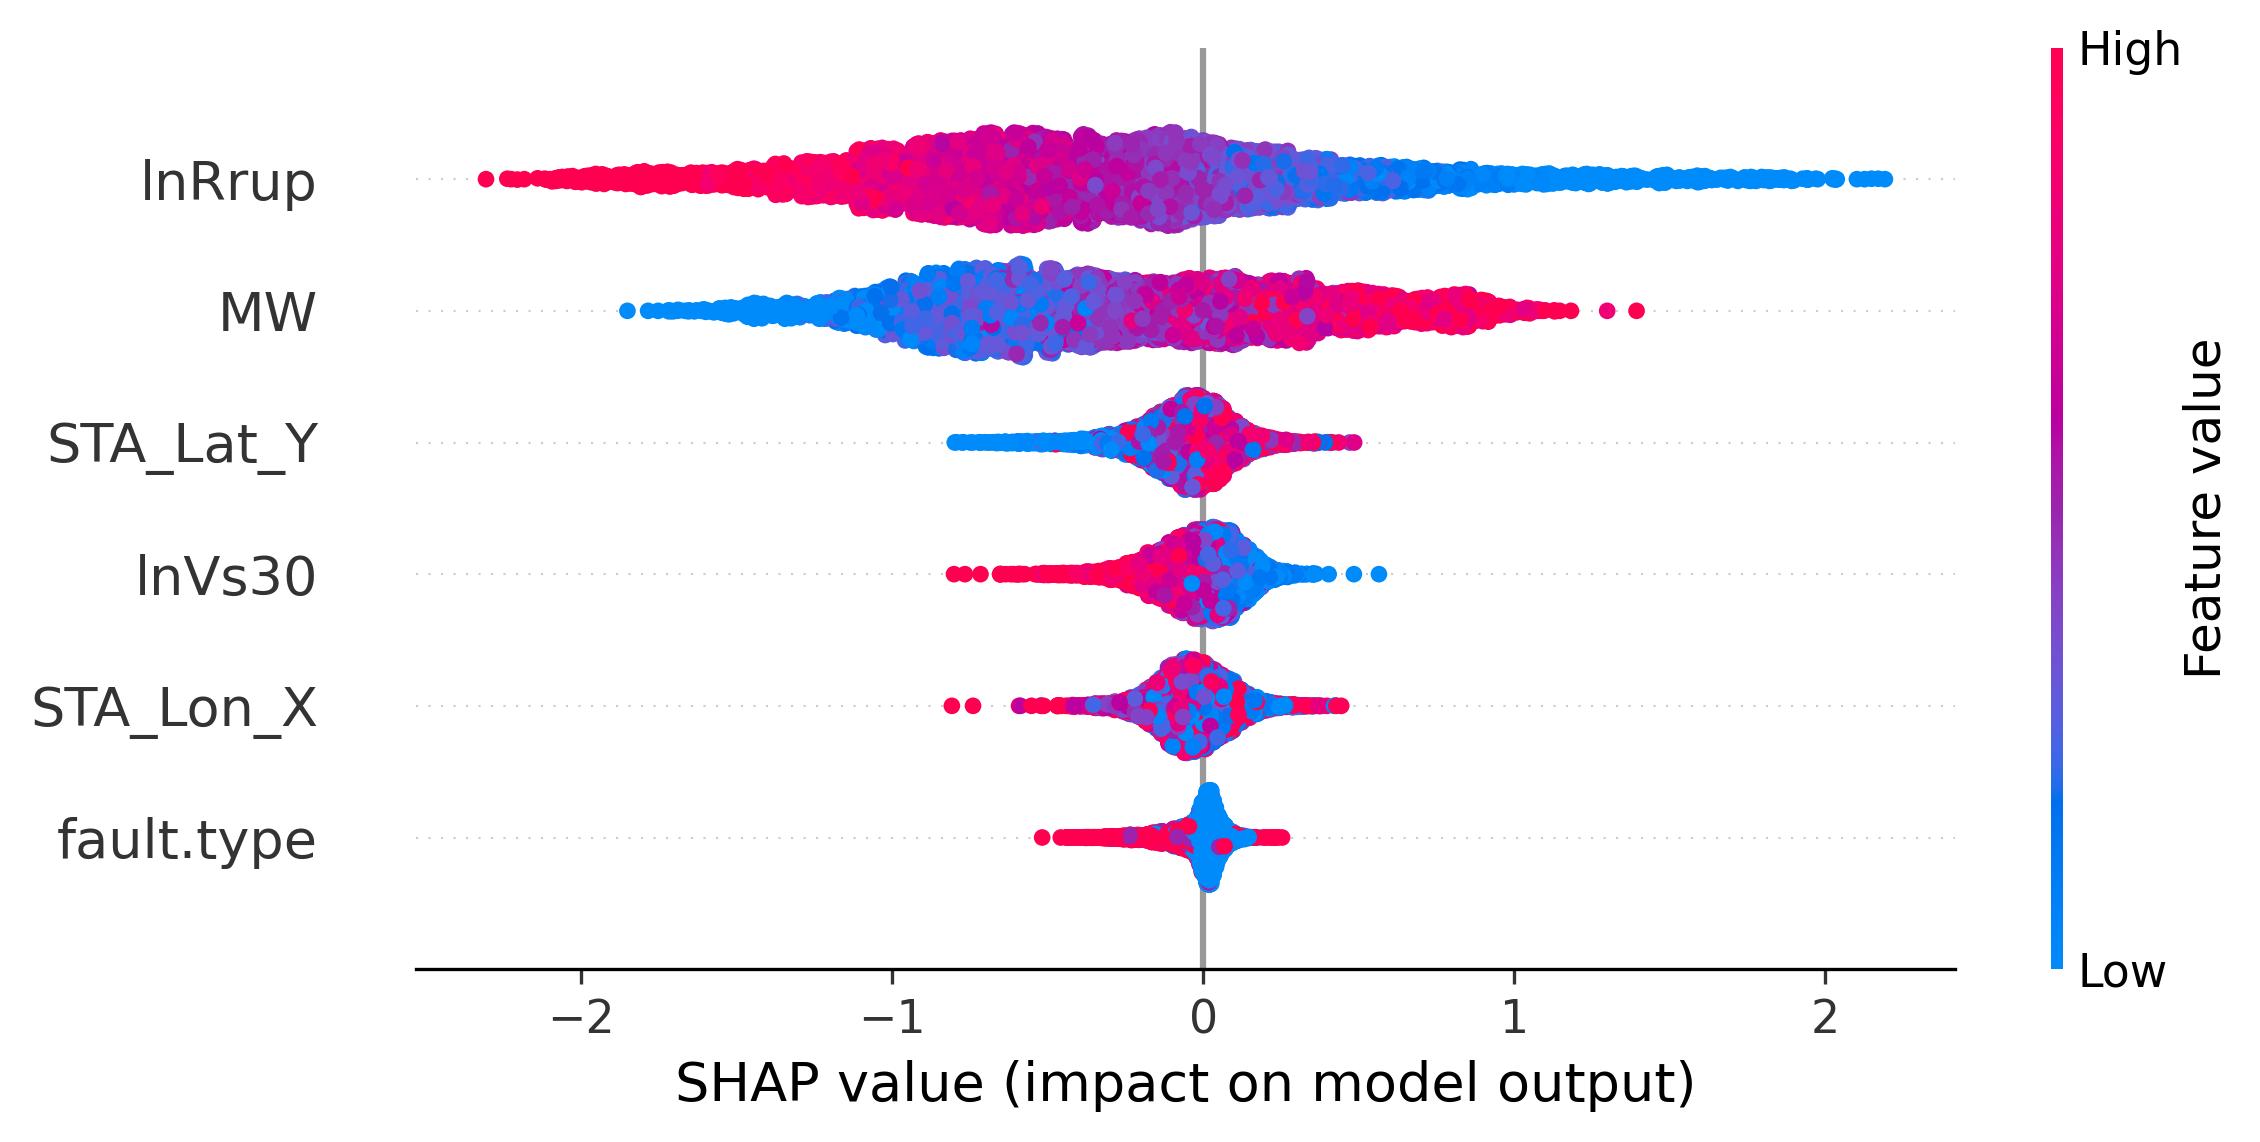 High
lnRrup
MW
STA_Lat_Y
lnVs30
STA_Lon_X
fault.type
Feature value
Low
−2 −1 0 1 2
SHAP value (impact on model output)